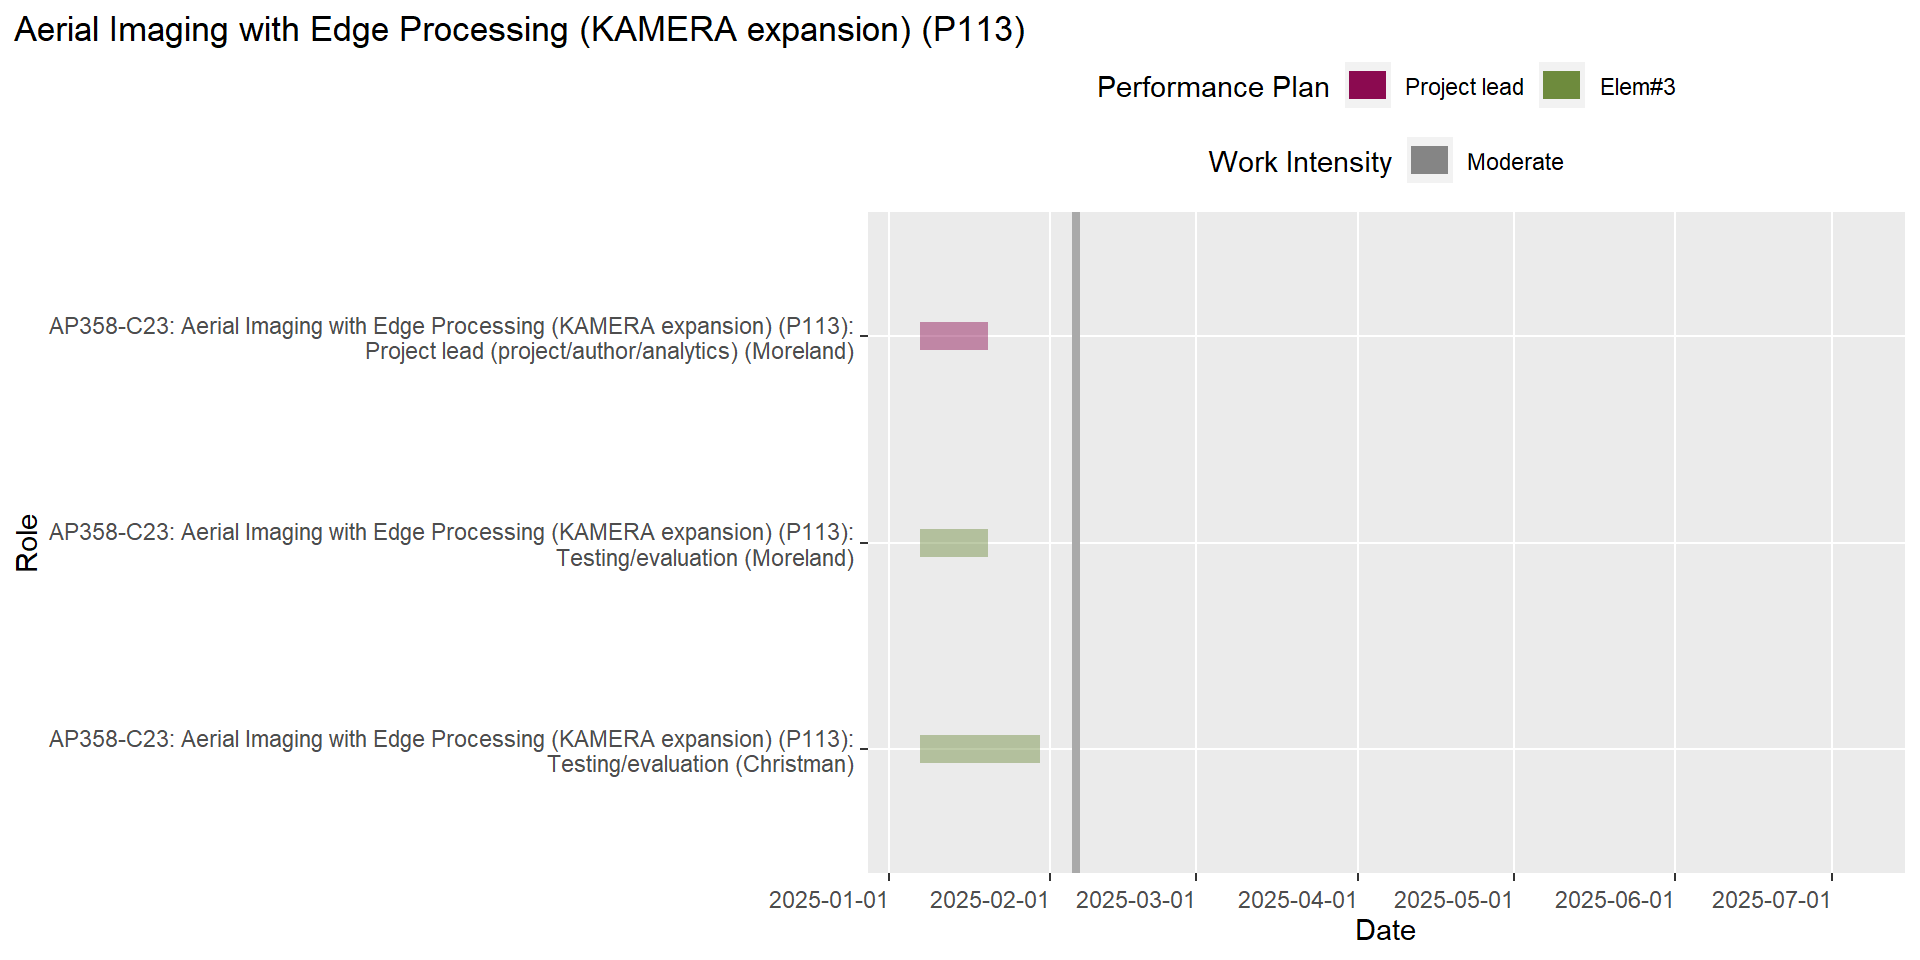 Aerial Imaging with Edge Processing (KAMERA expansion) (P113)
Performance Plan Project lead Elem#3
Work Intensity Moderate
AP358-C23: Aerial Imaging with Edge Processing (KAMERA expansion) (P113):
Project lead (project/author/analytics) (Moreland)
Role
AP358-C23: Aerial Imaging with Edge Processing (KAMERA expansion) (P113):
Testing/evaluation (Moreland)
AP358-C23: Aerial Imaging with Edge Processing (KAMERA expansion) (P113):
Testing/evaluation (Christman)
2025-01-01 2025-02-01 2025-03-01 2025-04-01 2025-05-01 2025-06-01 2025-07-01
Date